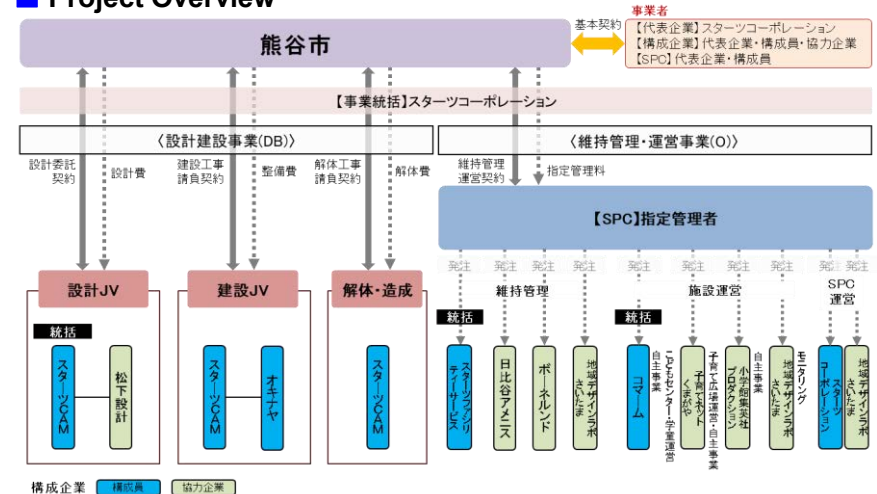 ■ Project Overview
事業者
【代表企業】スターツコーポレーション
【構成企業】代表企業・構成員・協力企業
【SPC】代表企業・構成員
基本契約
熊谷市
【事業統括】スターツコーポレーション
〈設計建設事業(DB)〉
〈維持管理・運営事業(O)〉
設計委託
契約
設計費
建設工事
請負契約
整備費
解体工事
請負契約
解体費
維持管理
運営契約
指定管理料
【SPC】指定管理者
発注 発注 発注 発注 発注 発注 発注 発注 発注 発注
設計JV
建設JV
解体・造成
維持管理
施設運営
SPC
運営
統括
統括
統括
スターツCAM
松下設計
スターツCAM
オキナヤ
スターツCAM
スターツファシリ
ティーサービス
日比谷アメニス
ボーネルンド
地域デザインラボ
さいたま
コマーム
自主事業
こどもセンター・学童運営
子育てネット
くまがや
子育て広場運営・自主事業
小学館集英社
プロダクション
自主事業
地域デザインラボ
さいたま
モニタリング
スターツ
コーポレーション
地域デザインラボ
さいたま
構成企業 構成員 協力企業